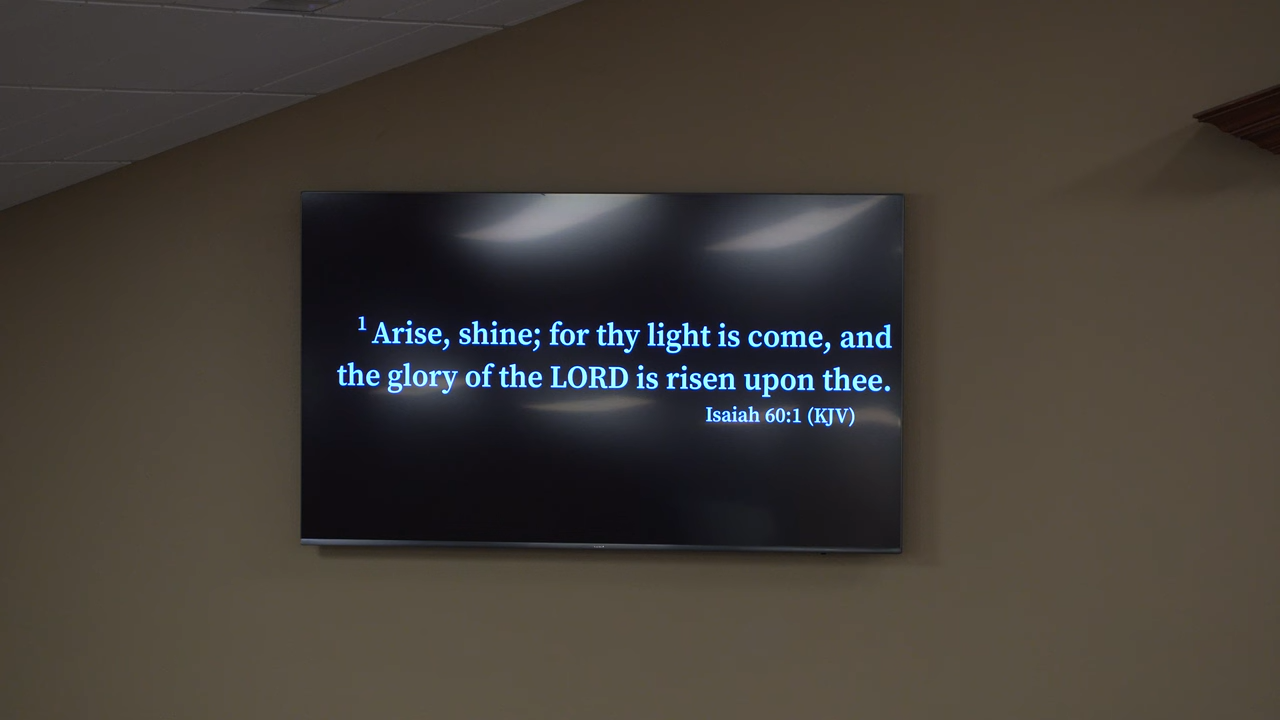 1 Arise, shine; for thy light is come, and
the glory of the LORD is risen upon thee.
Isaiah 60:1 (KJV)